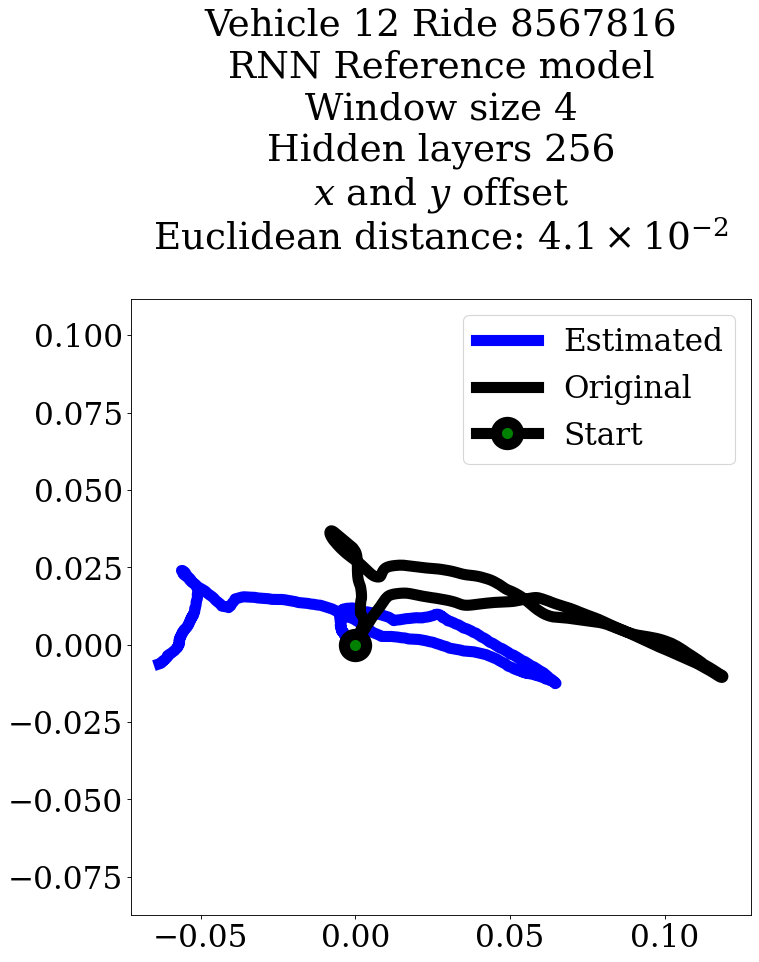 Vehicle 12 Ride 8567816
RNN Reference model
Window size 4
Hidden layers 256
x and y offset
Euclidean distance: 4.1 × 10⁻²
Estimated
Original
Start
0.100
0.075
0.050
0.025
0.000
−0.025
−0.050
−0.075
−0.05 0.00 0.05 0.10